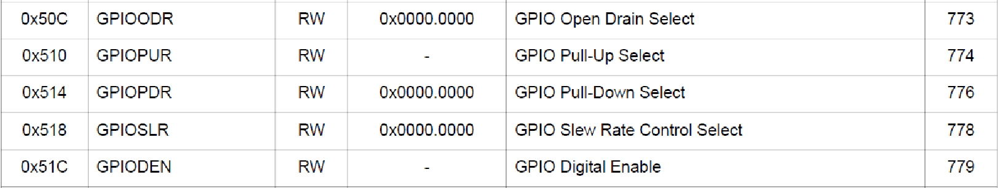 0x50C GPIOODR RW 0x0000.0000 GPIO Open Drain Select 773
0x510 GPIOPUR RW - GPIO Pull-Up Select 774
0x514 GPIOPDR RW 0x0000.0000 GPIO Pull-Down Select 776
0x518 GPIOSLR RW 0x0000.0000 GPIO Slew Rate Control Select 778
0x51C GPIODEN RW - GPIO Digital Enable 779